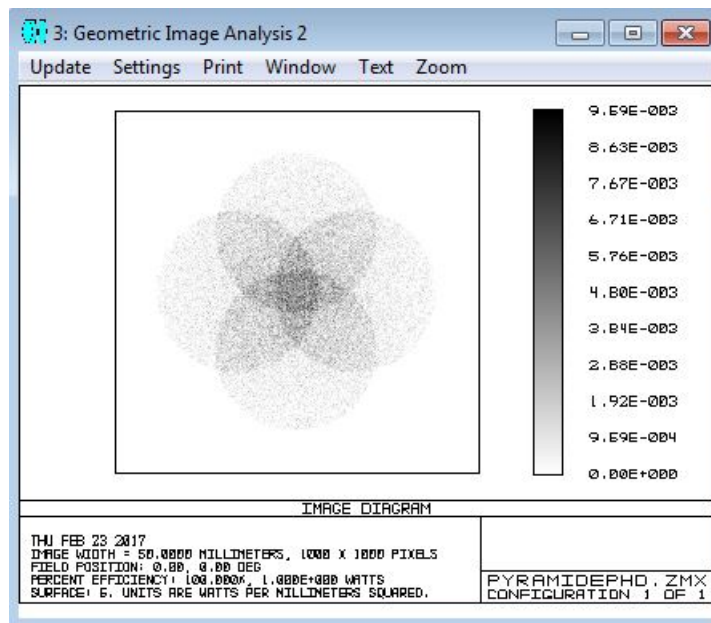 3: Geometric Image Analysis 2
Update Settings Print Window Text Zoom
9.59E-003
8.63E-003
7.67E-003
6.71E-003
5.76E-003
4.80E-003
3.84E-003
2.88E-003
1.92E-003
9.59E-004
0.00E+000
IMAGE DIAGRAM
THU FEB 23 2017
IMAGE WIDTH = 50.0000 MILLIMETERS, 1000 X 1000 PIXELS
FIELD POSITION: 0.00, 0.00 DEG
PERCENT EFFICIENCY: 100.000%, 1.000E+000 WATTS
SURFACE: 6. UNITS ARE WATTS PER MILLIMETERS SQUARED.
PYRAMIDEPHD.ZMX
CONFIGURATION 1 OF 1